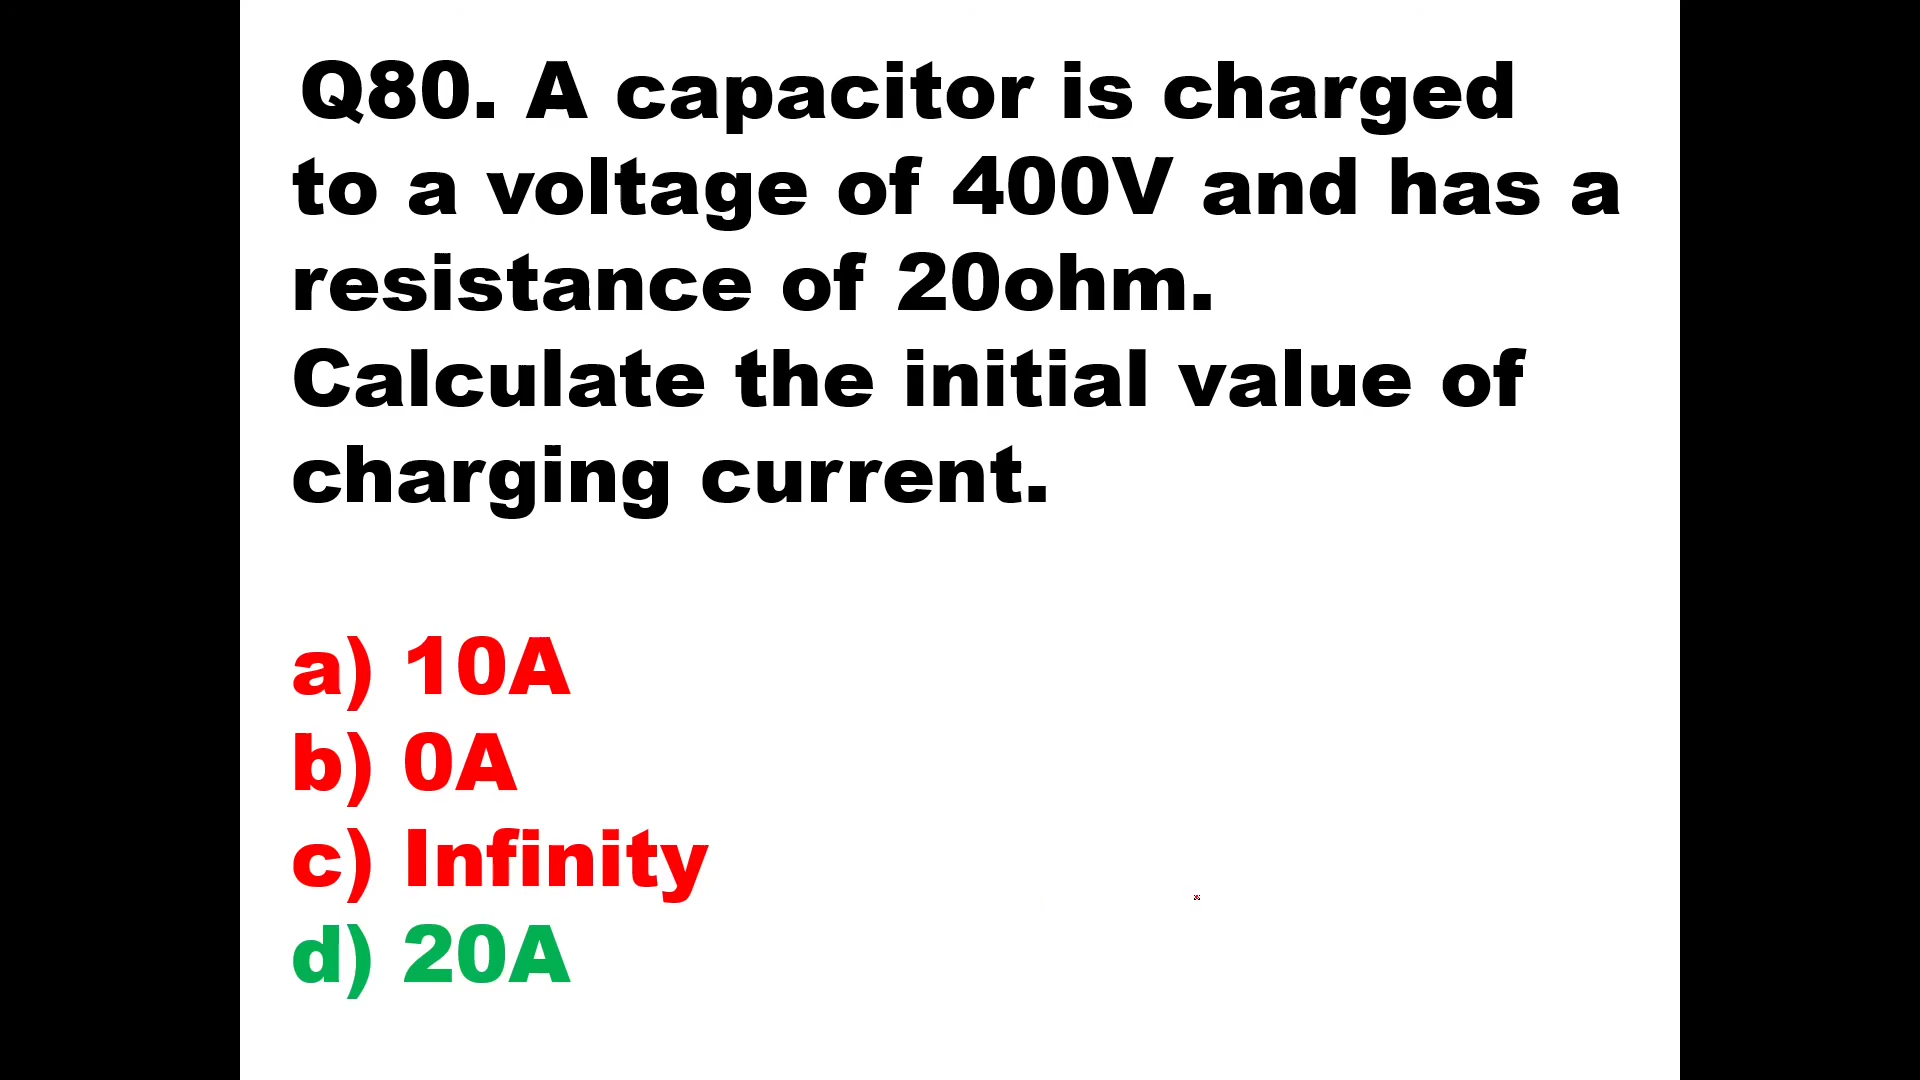 Q80. A capacitor is charged
to a voltage of 400V and has a
resistance of 20ohm.
Calculate the initial value of
charging current.
a) 10A
b) 0A
c) Infinity
d) 20A